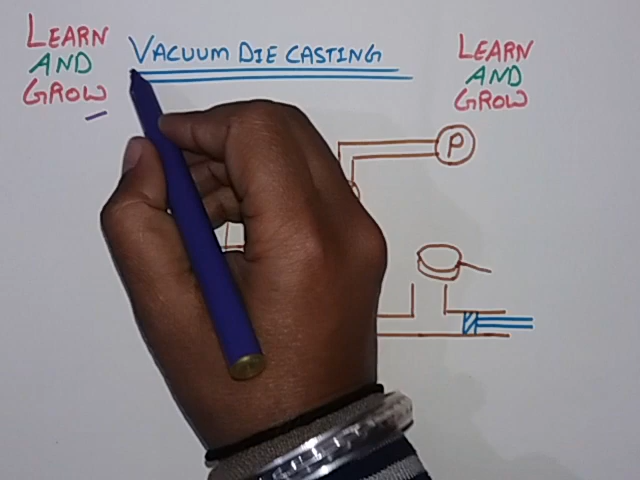 LEARN
AND
GROW
VACUUM DIE CASTING
LEARN
AND
GROW
P